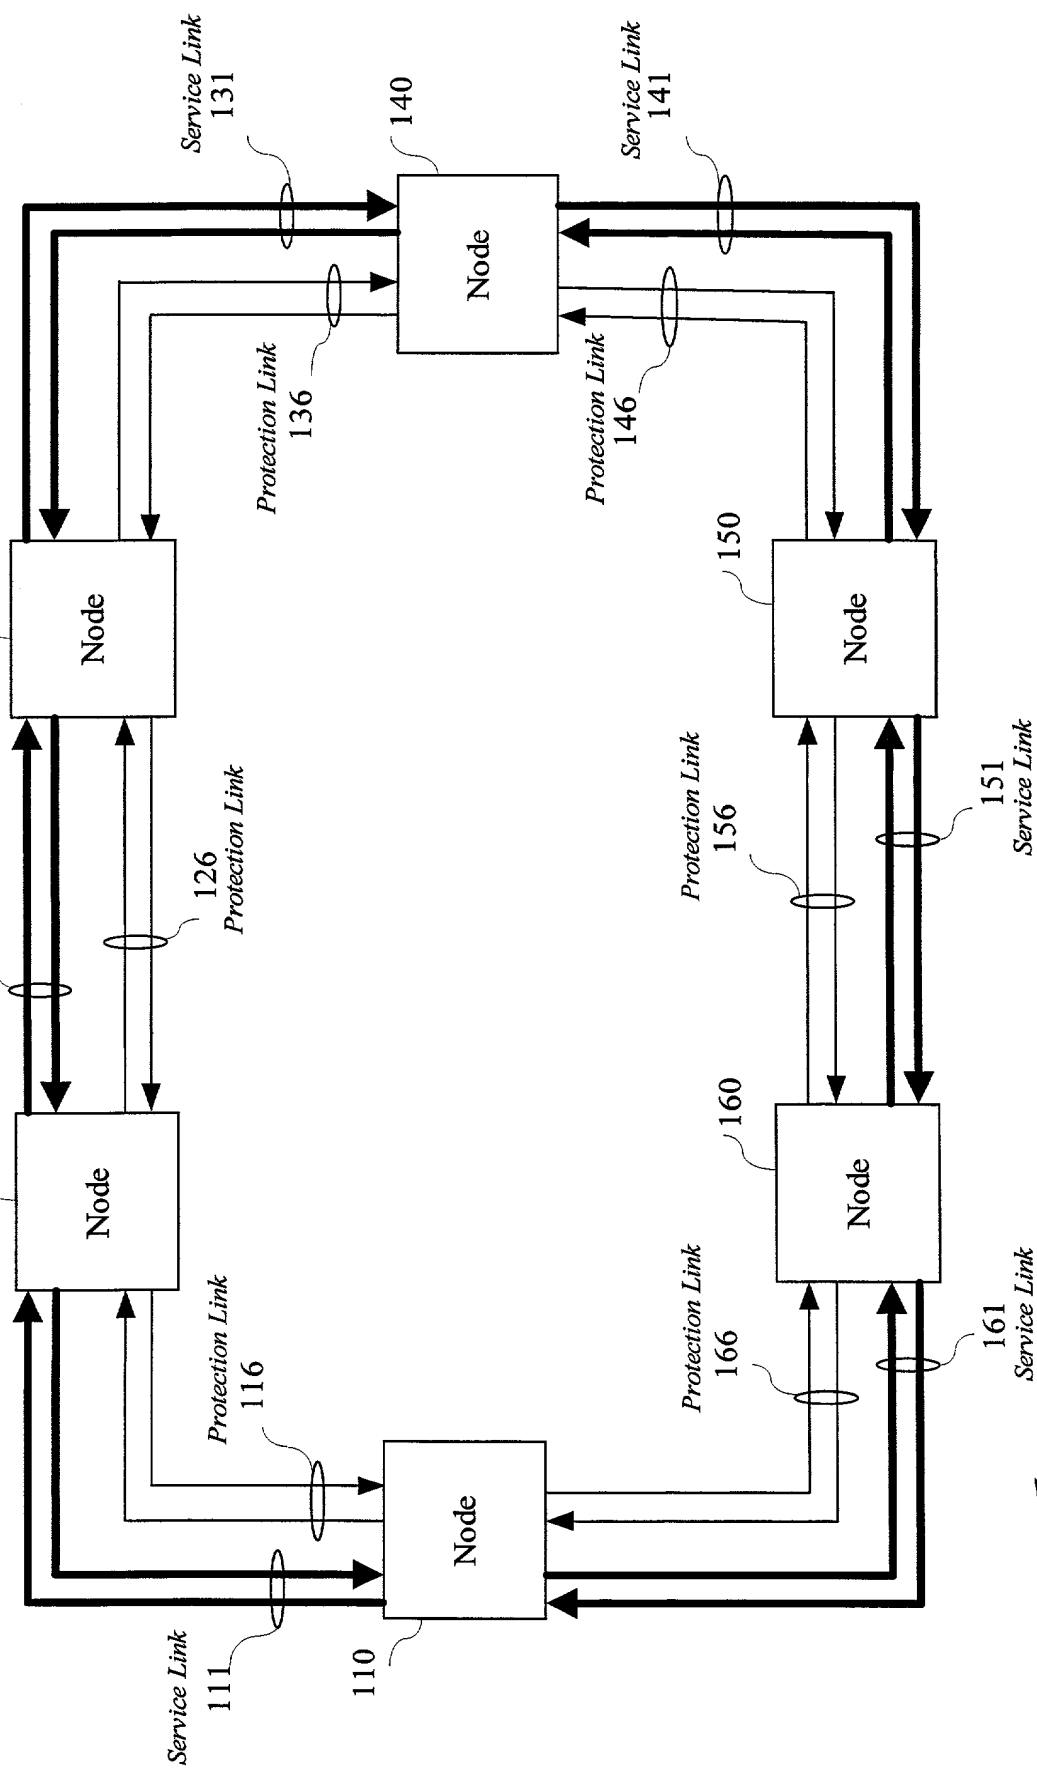 Service Link
111
110
Node
Protection Link
116
Node
126
Protection Link
Node
Service Link
131
Protection Link
136
140
Node
Service Link
141
Protection Link
146
150
Node
Protection Link
156
151
Service Link
160
Node
Protection Link
166
161
Service Link